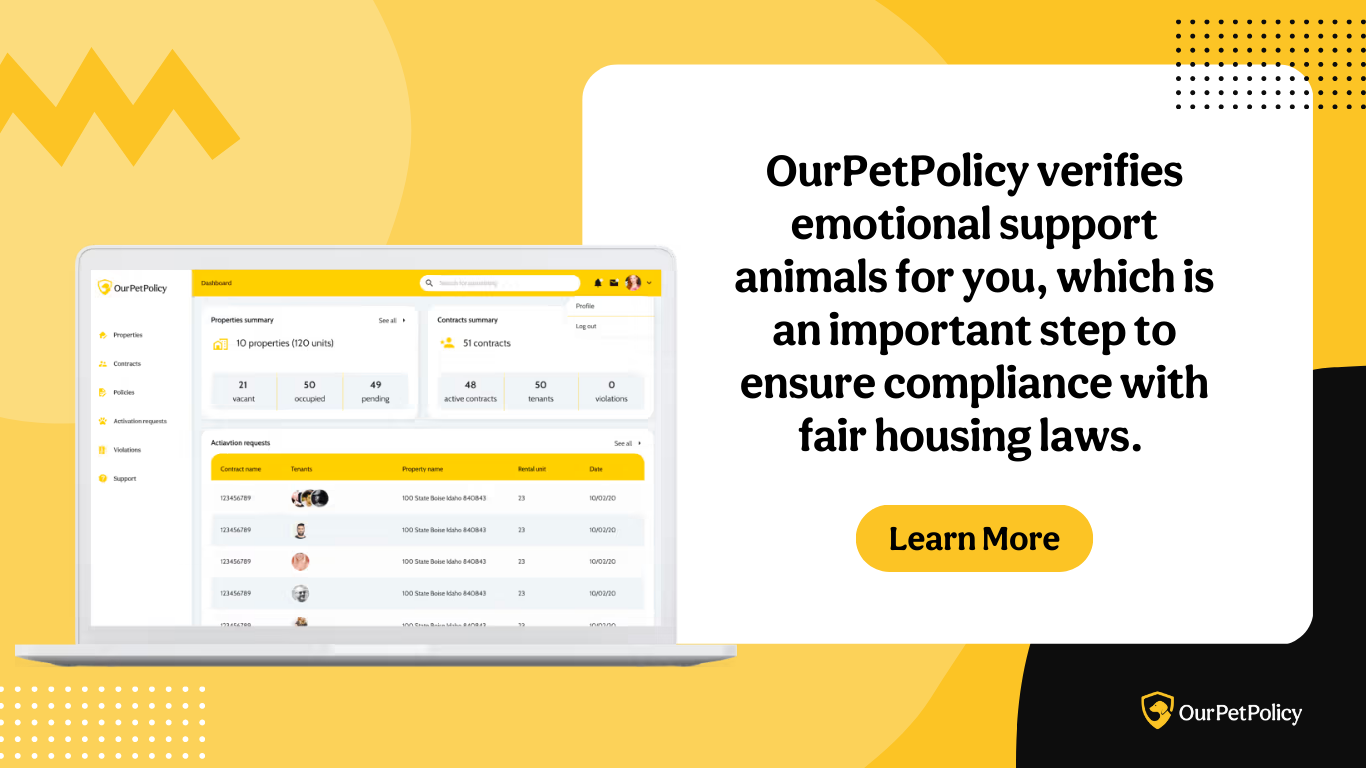 OurPetPolicy verifies
emotional support
animals for you, which is
an important step to
ensure compliance with
fair housing laws.
Learn More
OurPetPolicy
OurPetPolicy
Dashboard
Search for something
Profile
Log out
Properties
Contracts
Policies
Activation requests
Violations
Support
Properties summary
See all
10 properties (120 units)
21
vacant
50
occupied
49
pending
Contracts summary
51 contracts
48
active contracts
50
tenants
0
violations
Actiavtion requests
See all
Contract name Tenants Property name Rental unit Date
123456789 100 State Boise Idaho 840843 23 10/02/20
123456789 100 State Boise Idaho 840843 23 10/02/20
123456789 100 State Boise Idaho 840843 23 10/02/20
123456789 100 State Boise Idaho 840843 23 10/02/20
123456789 100 State Boise Idaho 840843 23 10/02/20